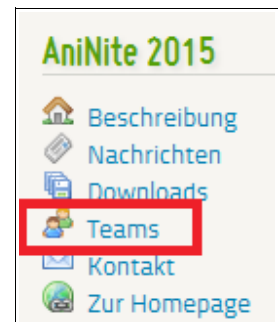 AniNite 2015
Beschreibung
Nachrichten
Downloads
Teams
Kontakt
Zur Homepage